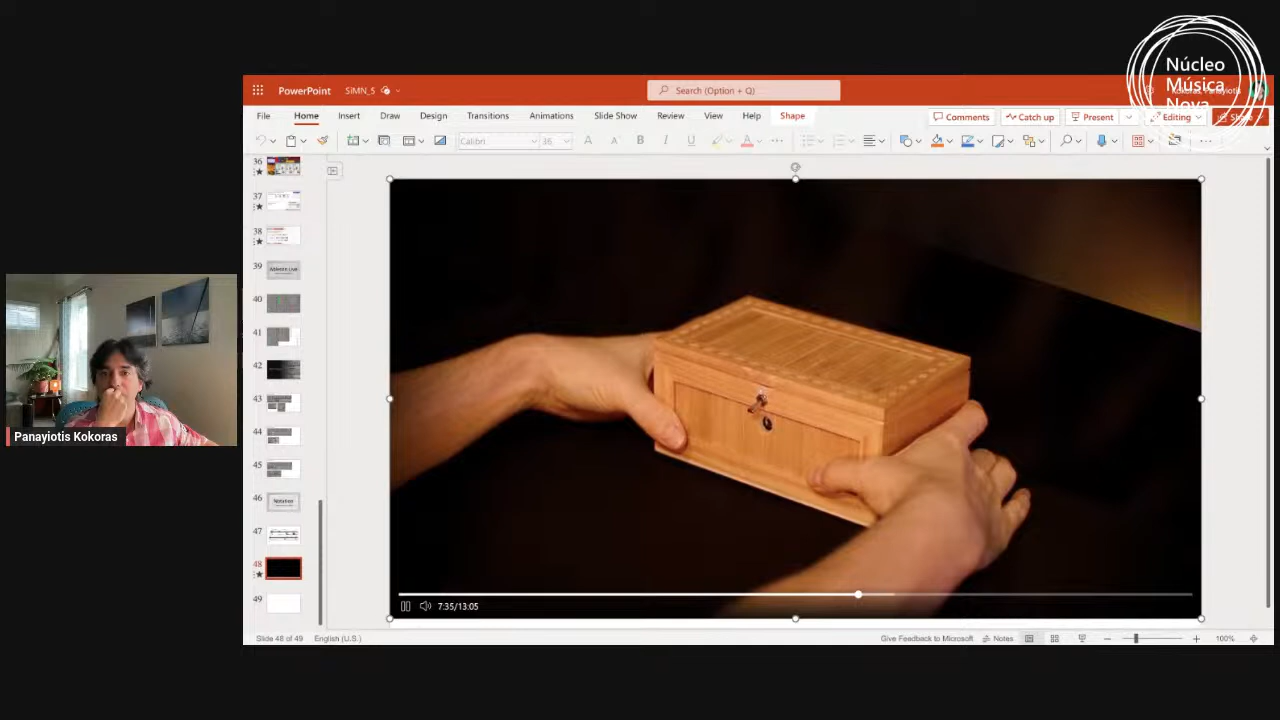 Núcleo
Música
Nova
PowerPoint
SiMN_5
Search (Option + Q)
File Home Insert Draw Design Transitions Animations Slide Show Review View Help Shape
Comments
Catch up
Present
Editing
Calibri
36
36
37
38
39
40
41
42
43
44
45
46
47
48
49
7:35/13:05
Panayiotis Kokoras
Slide 48 of 49
English (U.S.)
Give Feedback to Microsoft
Notes
100%